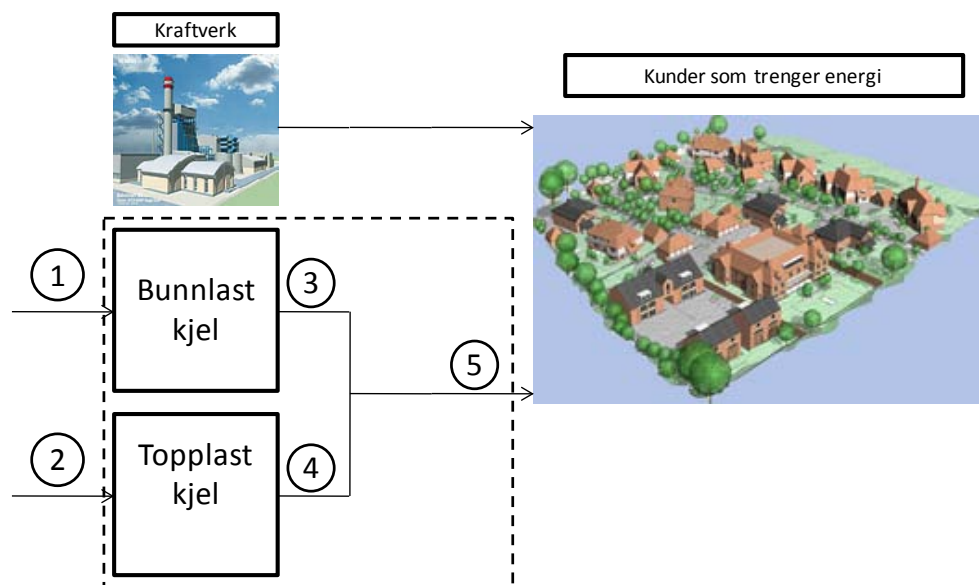 Kraftverk
Kunder som trenger energi
1
Bunnlast
kjel
3
5
2
Topplast
kjel
4